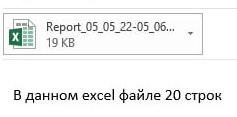 Report_05_05_22-05_06...
19 KB
В данном excel файле 20 строк